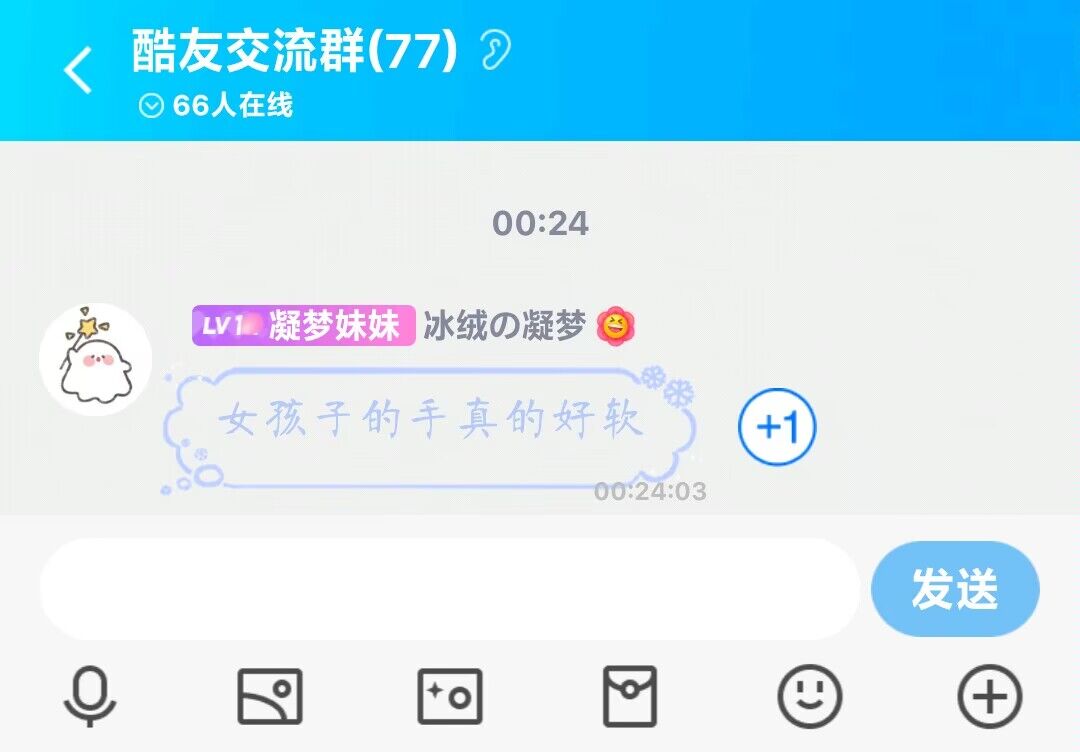 酷友交流群(77)
66人在线
00:24
凝梦妹妹 冰绒の凝梦
女孩子的手真的好软
+1
00:24:03
发送